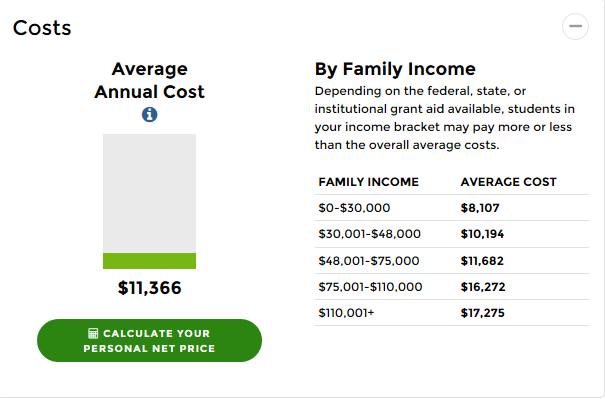 Costs
Average
Annual Cost
$11,366
CALCULATE YOUR
PERSONAL NET PRICE
By Family Income
Depending on the federal, state, or
institutional grant aid available, students in
your income bracket may pay more or less
than the overall average costs.
FAMILY INCOME AVERAGE COST
$0-$30,000 $8,107
$30,001-$48,000 $10,194
$48,001-$75,000 $11,682
$75,001-$110,000 $16,272
$110,001+ $17,275